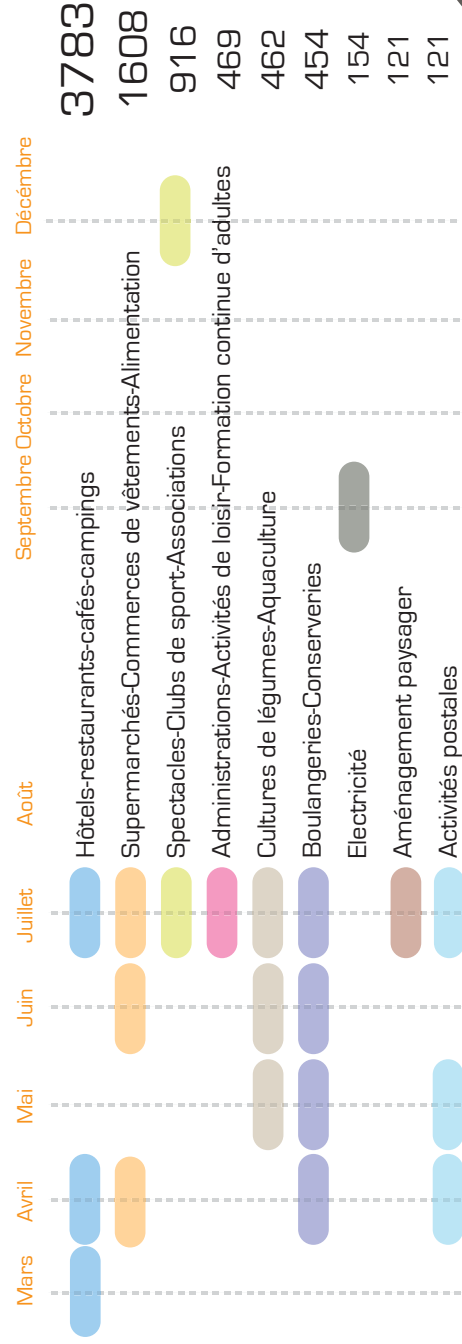 Mars Avril Mai Juin Juillet Août Septembre Octobre Novembre Décémbre
Hôtels-restaurants-cafés-campings 3783
Supermarchés-Commerces de vêtements-Alimentation 1608
Spectacles-Clubs de sport-Associations 916
Administrations-Activités de loisir-Formation continue d'adultes 469
Cultures de légumes-Aquaculture 462
Boulangeries-Conserveries 454
Electricité 154
Aménagement paysager 121
Activités postales 121